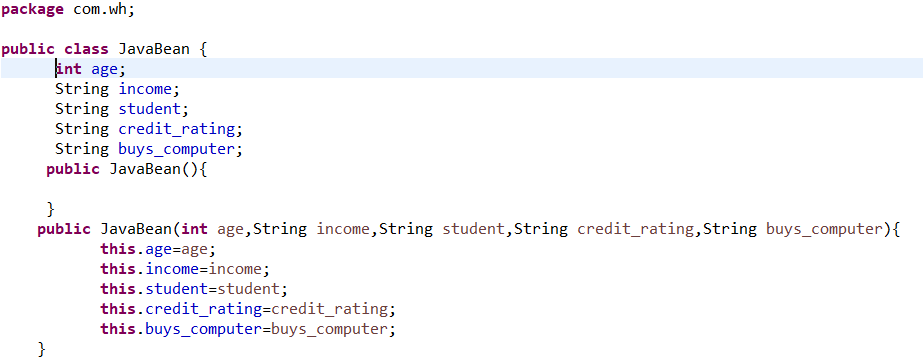 package com.wh;
public class JavaBean {
int age;
String income;
String student;
String credit_rating;
String buys_computer;
public JavaBean(){
}
public JavaBean(int age,String income,String student,String credit_rating,String buys_computer){
this.age=age;
this.income=income;
this.student=student;
this.credit_rating=credit_rating;
this.buys_computer=buys_computer;
}